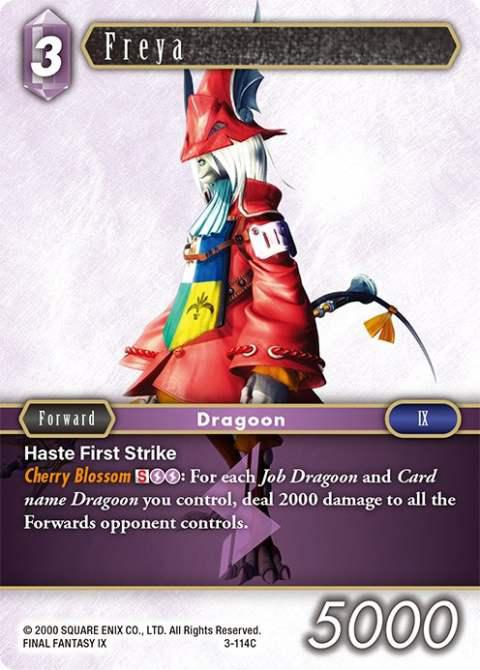 3
Freya
Forward
Dragoon
IX
Haste First Strike
Cherry Blossom S: For each Job Dragoon and Card
name Dragoon you control, deal 2000 damage to all the
Forwards opponent controls.
© 2000 SQUARE ENIX CO., LTD. All Rights Reserved.
FINAL FANTASY IX
3-114C
5000